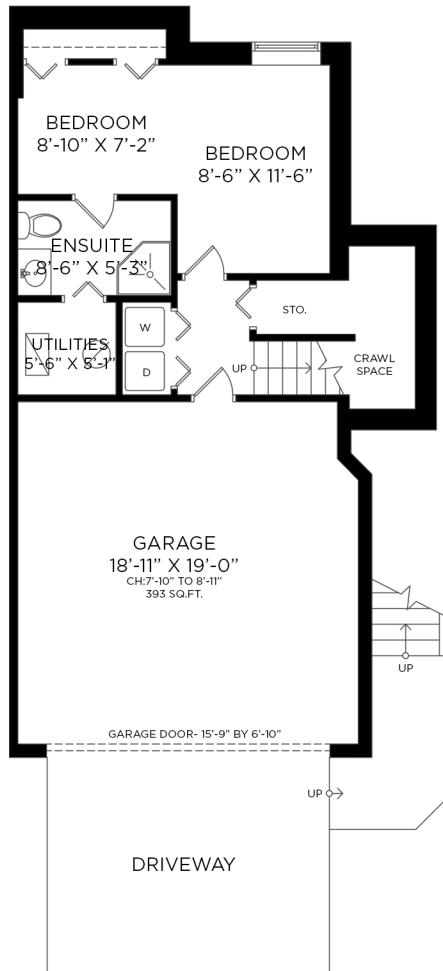 BEDROOM
8'-10" X 7'-2"
BEDROOM
8'-6" X 11'-6"
ENSUITE
8'-6" X 5'-3"
STO.
W
UTILITIES
5'-6" X 5'-1"
D
UP
CRAWL
SPACE
GARAGE
18'-11" X 19'-0"
CH:7'-10" TO 8'-11"
393 SQ.FT.
UP
GARAGE DOOR- 15'-9" BY 6'-10"
UP
DRIVEWAY